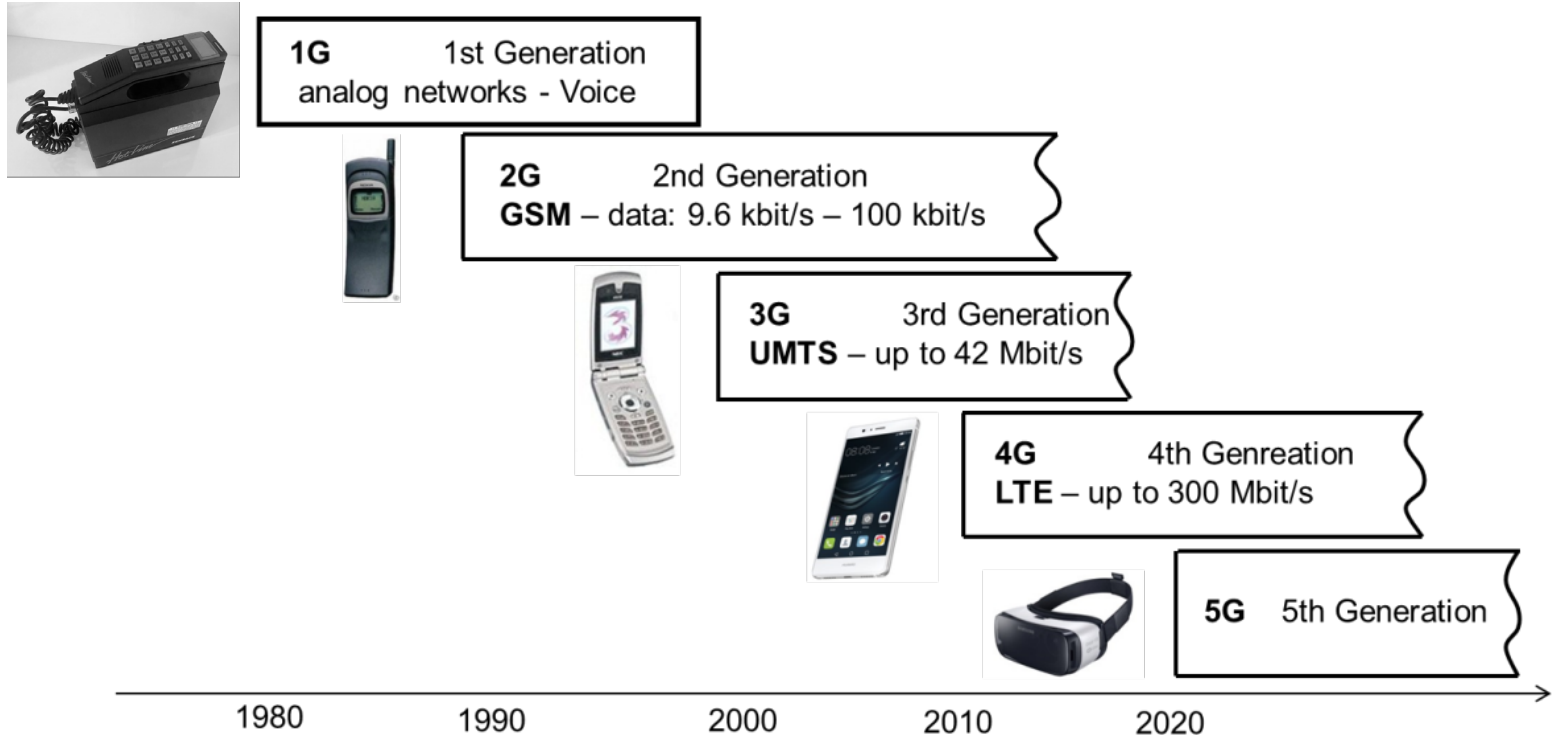 1G 1st Generation
analog networks - Voice
2G 2nd Generation
GSM – data: 9.6 kbit/s – 100 kbit/s
3G 3rd Generation
UMTS – up to 42 Mbit/s
4G 4th Genreation
LTE – up to 300 Mbit/s
5G 5th Generation
1980 1990 2000 2010 2020